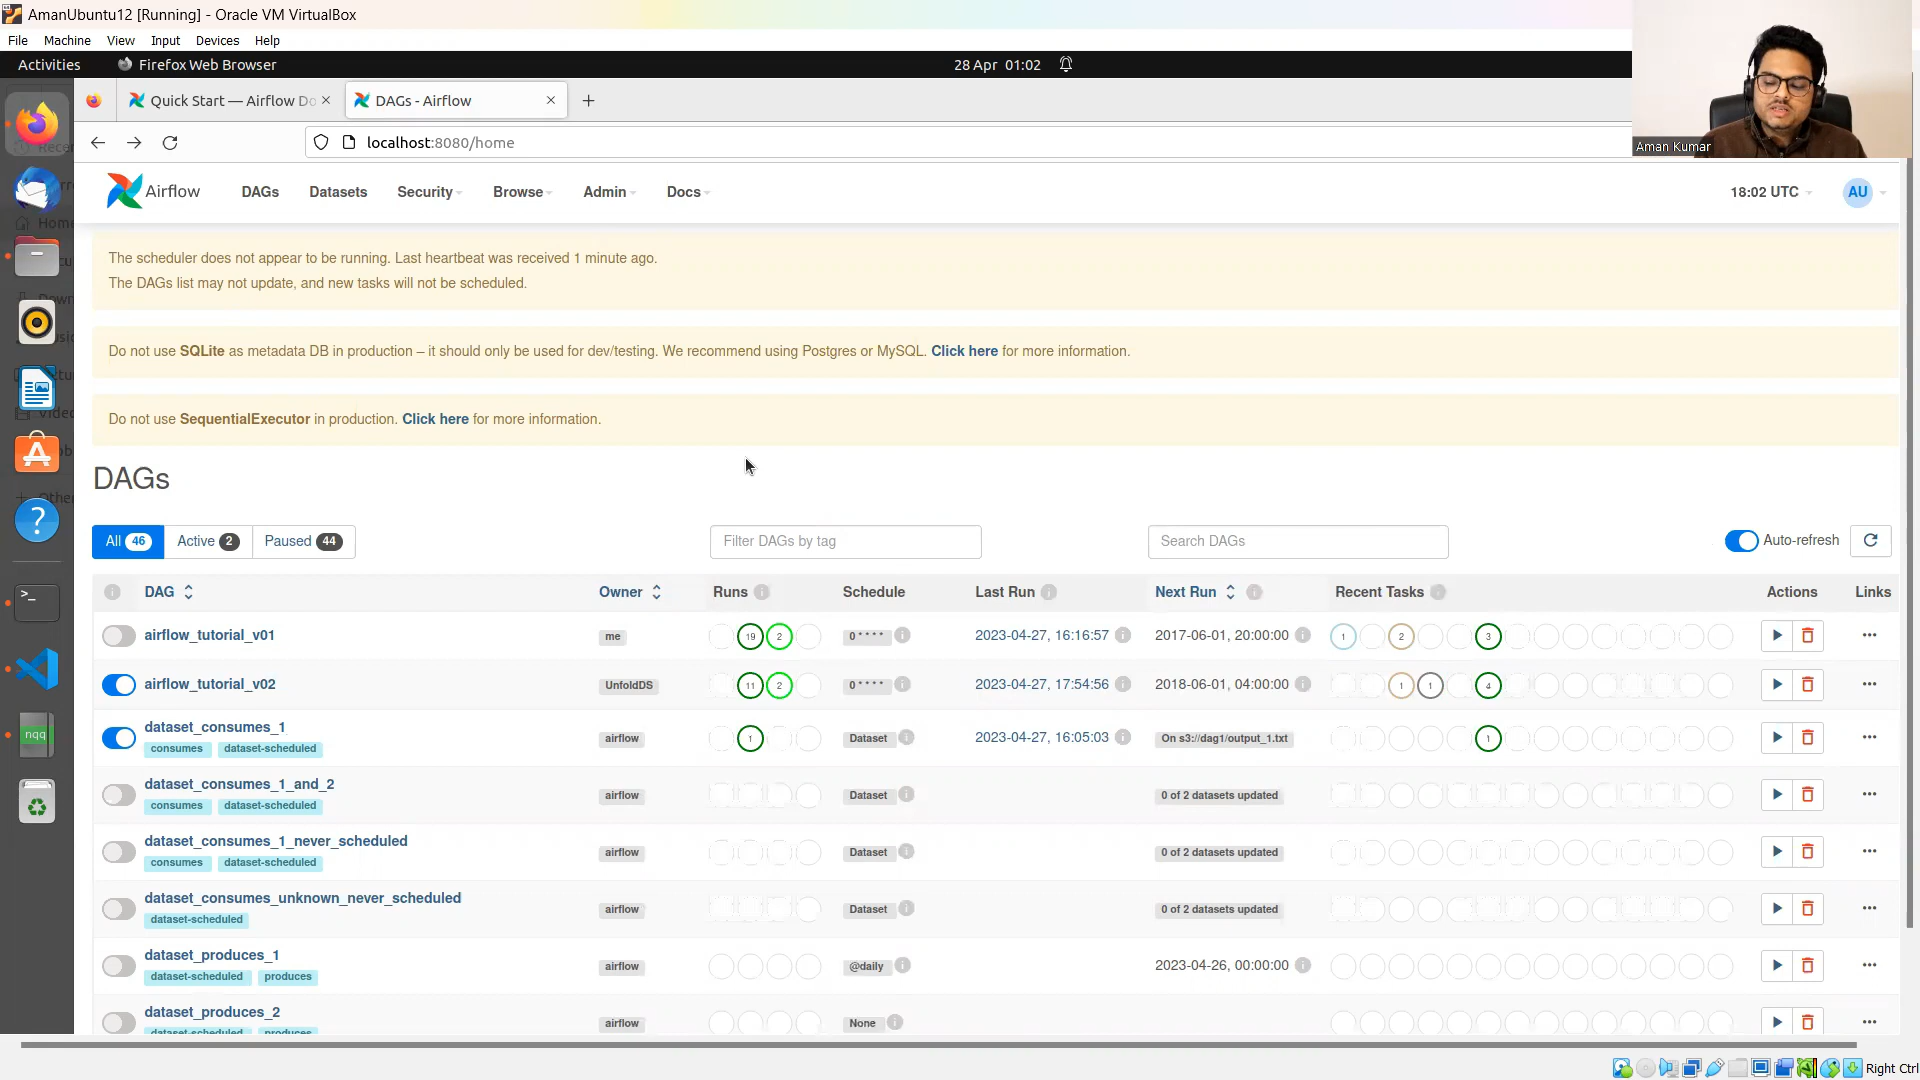 AmanUbuntu12 [Running] - Oracle VM VirtualBox
File Machine View Input Devices Help
Activities Firefox Web Browser 28 Apr 01:02
Quick Start — Airflow Do DAGs - Airflow
localhost:8080/home
Aman Kumar
Airflow DAGs Datasets Security Browse Admin Docs 18:02 UTC AU
The scheduler does not appear to be running. Last heartbeat was received 1 minute ago.
The DAGs list may not update, and new tasks will not be scheduled.
Do not use SQLite as metadata DB in production – it should only be used for dev/testing. We recommend using Postgres or MySQL. Click here for more information.
Do not use SequentialExecutor in production. Click here for more information.
DAGs
All 46 Active 2 Paused 44 Filter DAGs by tag Search DAGs Auto-refresh
DAG Owner Runs Schedule Last Run Next Run Recent Tasks Actions Links
airflow_tutorial_v01 me 19 2 0 * * * * 2023-04-27, 16:16:57 2017-06-01, 20:00:00 1 2 3
airflow_tutorial_v02 UnfoldDS 11 2 0 * * * * 2023-04-27, 17:54:56 2018-06-01, 04:00:00 1 1 4
dataset_consumes_1 airflow 1 Dataset 2023-04-27, 16:05:03 On s3://dag1/output_1.txt 1
consumes dataset-scheduled
dataset_consumes_1_and_2 airflow Dataset 0 of 2 datasets updated
consumes dataset-scheduled
dataset_consumes_1_never_scheduled airflow Dataset 0 of 2 datasets updated
consumes dataset-scheduled
dataset_consumes_unknown_never_scheduled airflow Dataset 0 of 2 datasets updated
dataset-scheduled
dataset_produces_1 airflow @daily 2023-04-26, 00:00:00
dataset-scheduled produces
dataset_produces_2 airflow None
dataset-scheduled produces
nqq
Right Ctrl